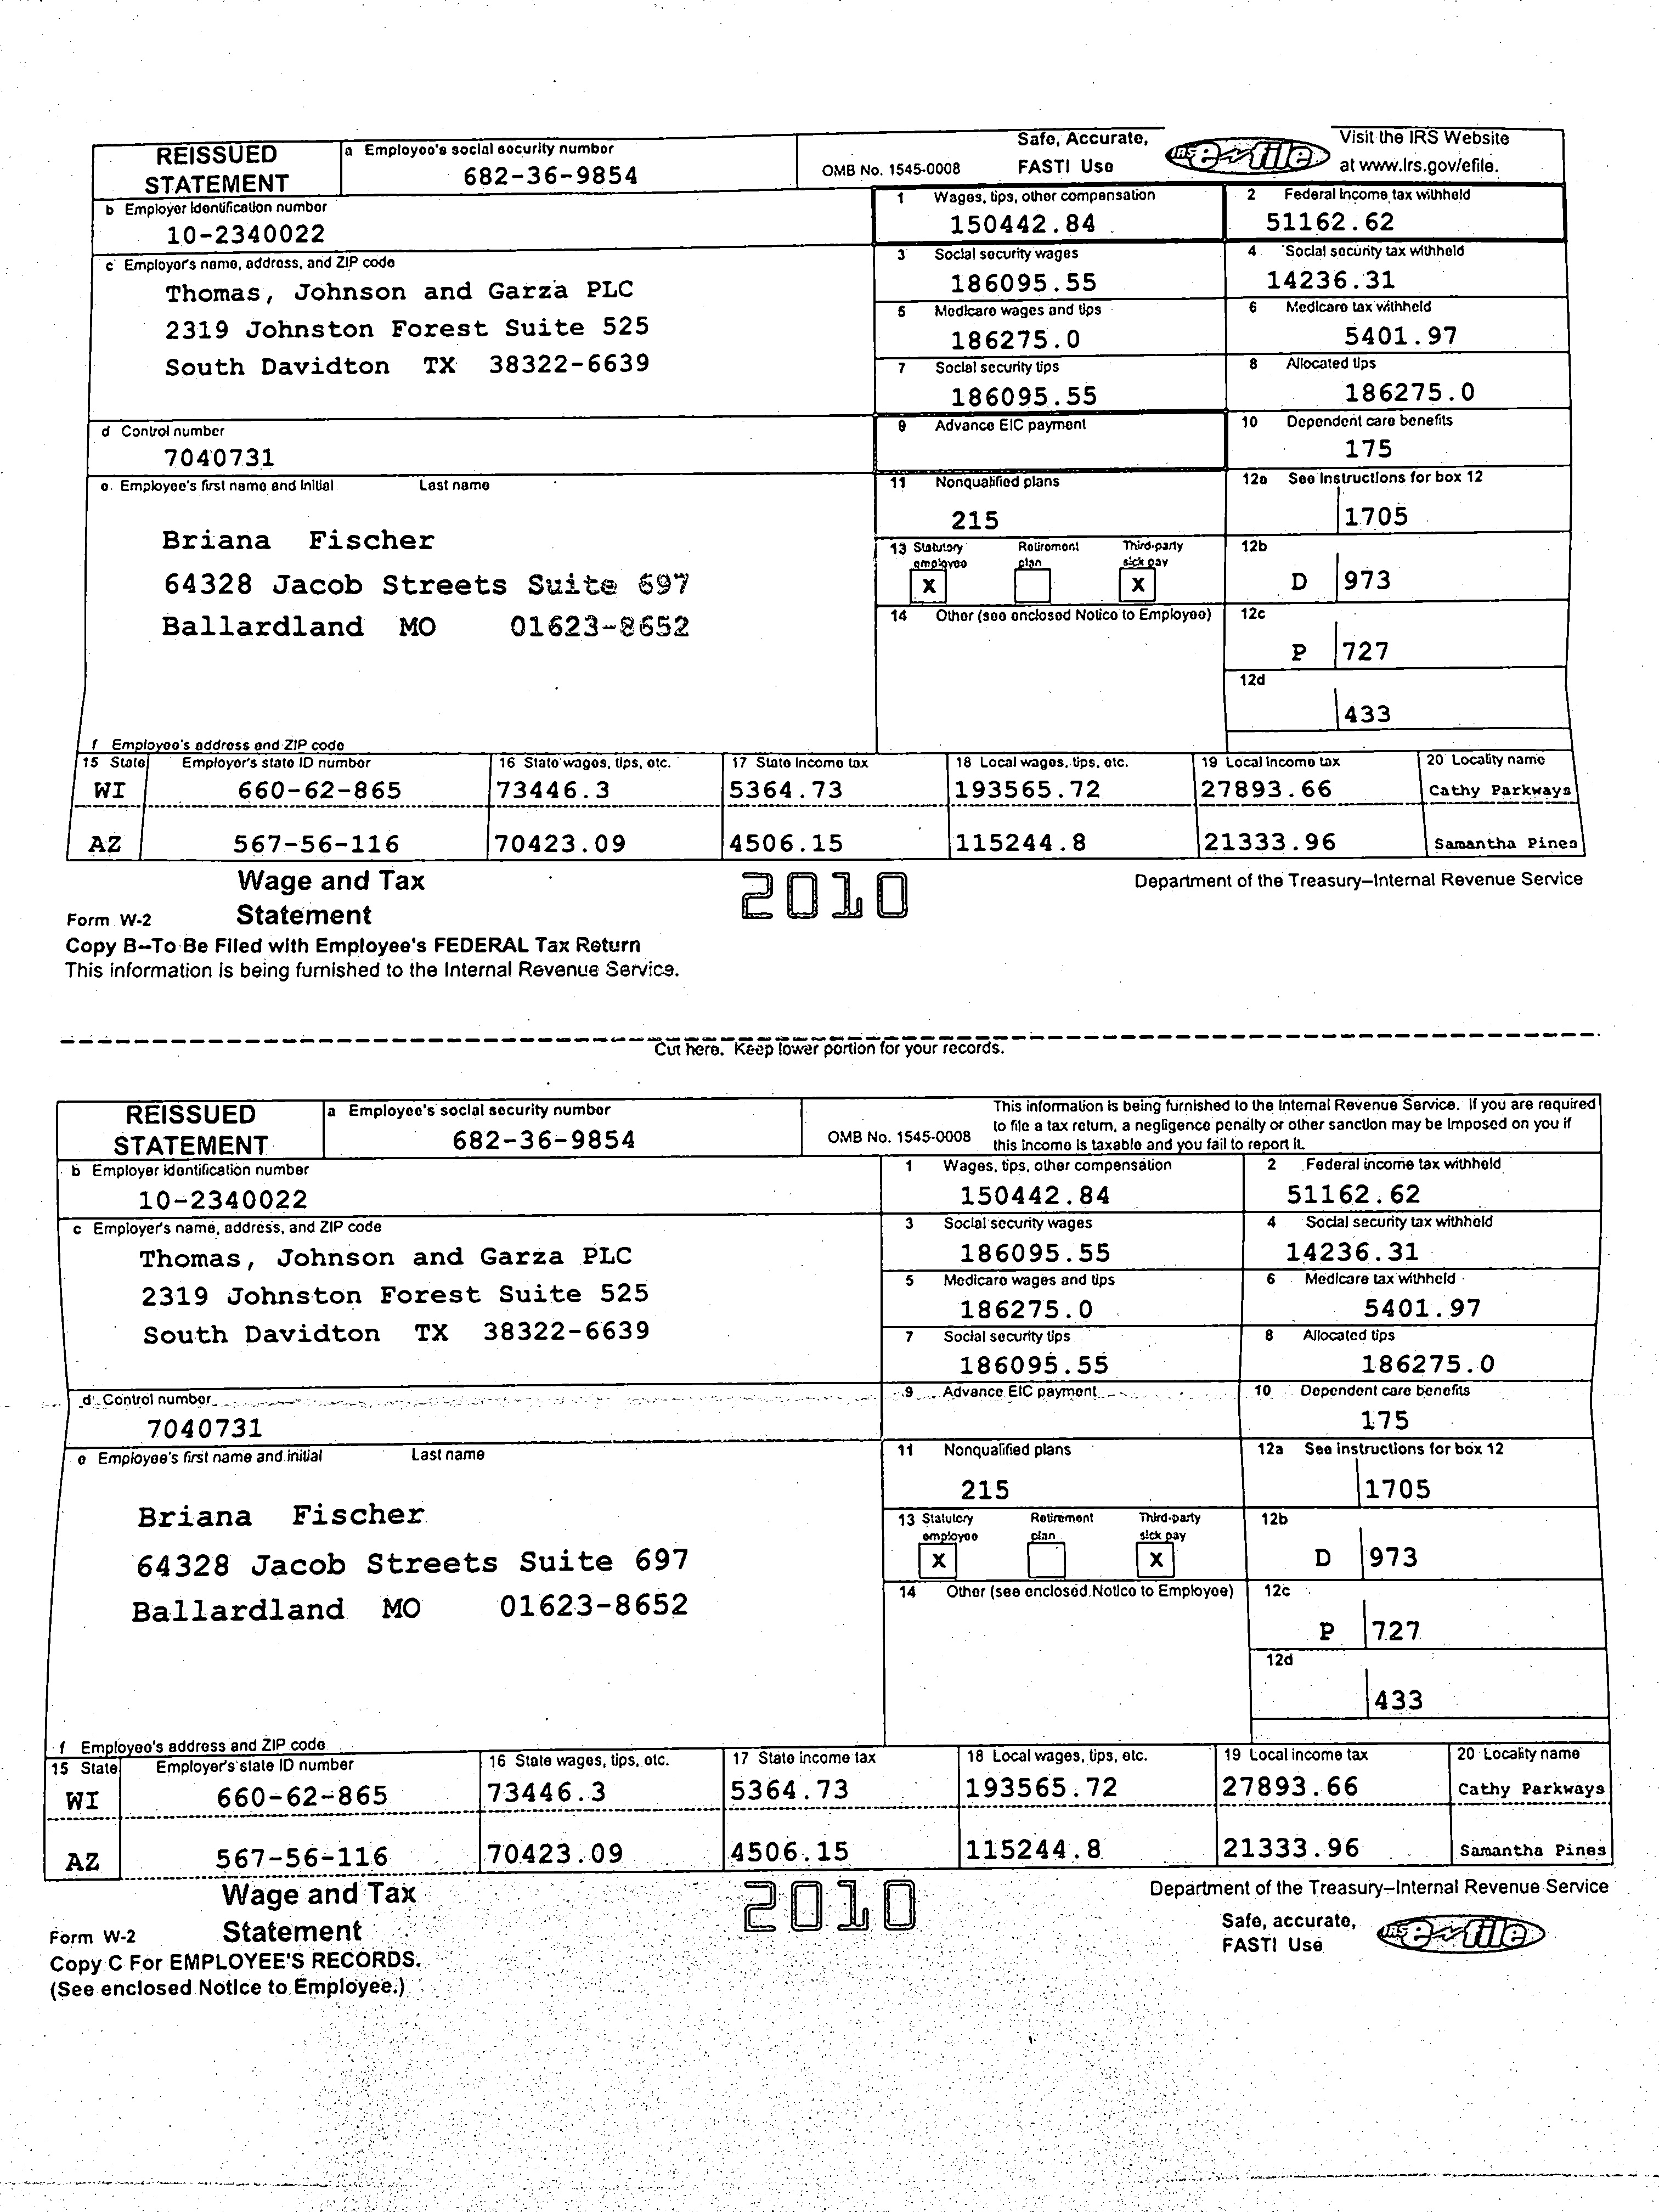 REISSUED STATEMENT
a Employee's social security number
682-36-9854
OMB No. 1545-0008
Safe, Accurate,
FAST! Use
IRS e~file
Visit the IRS Website
at www.irs.gov/efile.
b Employer identification number
10-2340022
1 Wages, tips, other compensation
150442.84
2 Federal income tax withheld
51162.62
c Employer's name, address, and ZIP code
Thomas, Johnson and Garza PLC
2319 Johnston Forest Suite 525
South Davidton TX 38322-6639
3 Social security wages
186095.55
4 Social security tax withheld
14236.31
5 Medicare wages and tips
186275.0
6 Medicare tax withheld
5401.97
7 Social security tips
186095.55
8 Allocated tips
186275.0
d Control number
7040731
9 Advance EIC payment
10 Dependent care benefits
175
e Employee's first name and initial Last name
Briana Fischer
64328 Jacob Streets Suite 697
Ballardland MO 01623-8652
11 Nonqualified plans
215
12a See instructions for box 12
1705
13 Statutory employee Retirement plan Third-party sick pay
X X
12b
D 973
14 Other (see enclosed Notice to Employee)
12c
P 727
12d
433
f Employee's address and ZIP code
15 State Employer's state ID number 16 State wages, tips, etc. 17 State income tax 18 Local wages, tips, etc. 19 Local income tax 20 Locality name
WI 660-62-865 73446.3 5364.73 193565.72 27893.66 Cathy Parkways
AZ 567-56-116 70423.09 4506.15 115244.8 21333.96 Samantha Pines
Wage and Tax
Form W-2 Statement
2010
Department of the Treasury–Internal Revenue Service
Copy B–To Be Filed with Employee's FEDERAL Tax Return
This information is being furnished to the Internal Revenue Service.
Cut here. Keep lower portion for your records.
REISSUED STATEMENT
a Employee's social security number
682-36-9854
OMB No. 1545-0008
This information is being furnished to the Internal Revenue Service. If you are required
to file a tax return, a negligence penalty or other sanction may be imposed on you if
this income is taxable and you fail to report it.
b Employer identification number
10-2340022
1 Wages, tips, other compensation
150442.84
2 Federal income tax withheld
51162.62
c Employer's name, address, and ZIP code
Thomas, Johnson and Garza PLC
2319 Johnston Forest Suite 525
South Davidton TX 38322-6639
3 Social security wages
186095.55
4 Social security tax withheld
14236.31
5 Medicare wages and tips
186275.0
6 Medicare tax withheld
5401.97
7 Social security tips
186095.55
8 Allocated tips
186275.0
d Control number
7040731
9 Advance EIC payment
10 Dependent care benefits
175
e Employee's first name and initial Last name
Briana Fischer
64328 Jacob Streets Suite 697
Ballardland MO 01623-8652
11 Nonqualified plans
215
12a See instructions for box 12
1705
13 Statutory employee Retirement plan Third-party sick pay
X X
12b
D 973
14 Other (see enclosed Notice to Employee)
12c
P 727
12d
433
f Employee's address and ZIP code
15 State Employer's state ID number 16 State wages, tips, etc. 17 State income tax 18 Local wages, tips, etc. 19 Local income tax 20 Locality name
WI 660-62-865 73446.3 5364.73 193565.72 27893.66 Cathy Parkways
AZ 567-56-116 70423.09 4506.15 115244.8 21333.96 Samantha Pines
Wage and Tax
Form W-2 Statement
2010
Department of the Treasury–Internal Revenue Service
Safe, accurate,
FAST! Use
IRS e~file
Copy C For EMPLOYEE'S RECORDS.
(See enclosed Notice to Employee.)